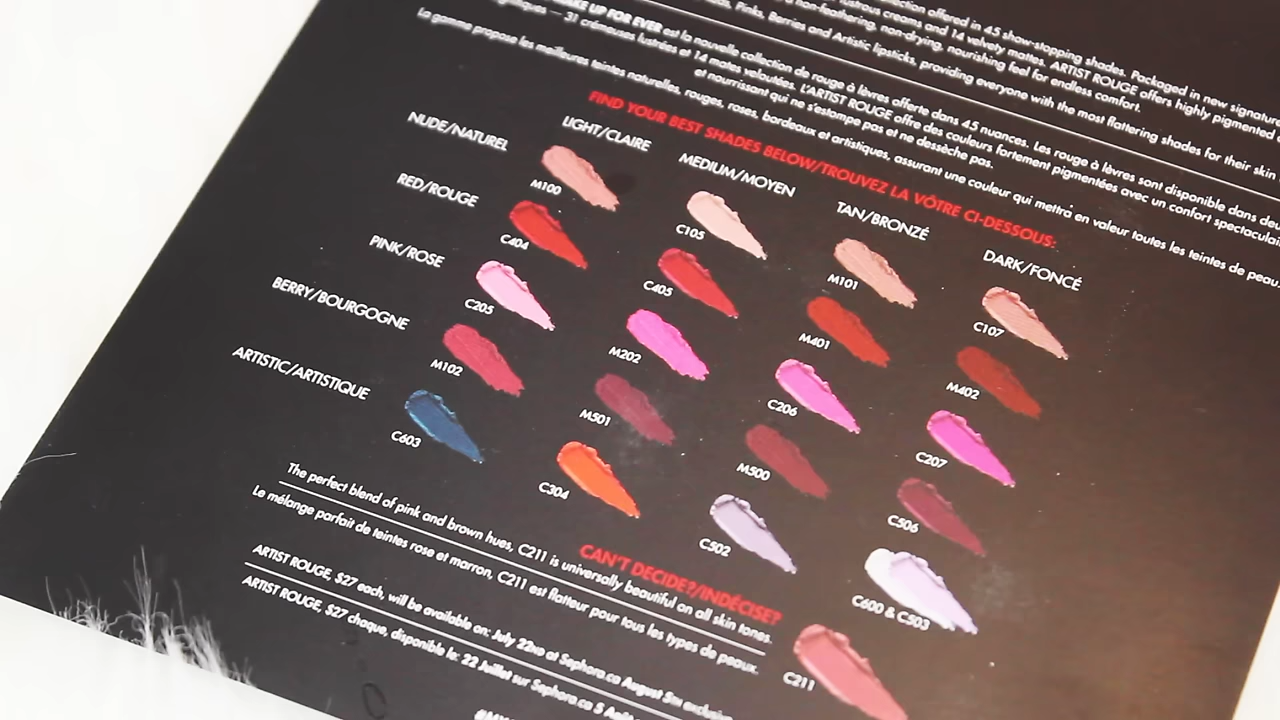 collection offered in 45 show-stopping shades. Packaged in new signature
lustrous creams and 14 velvety mattes. ARTIST ROUGE offers highly pigmented
a non-feathering, non-drying, nourishing feel for endless comfort.
Pinks, Berries and Artistic lipsticks, providing everyone with the most flattering shades for their skin
MAKE UP FOR EVER est la nouvelle collection de rouge à lèvres offerte dans 45 nuances. Les rouge à lèvres sont disponible dans
— 31 crémeuses lustrées et 14 mates veloutées. L'ARTIST ROUGE offre des couleurs fortement pigmentées avec un confort
et nourrissant qui ne s'estampe pas et ne dessèche pas.
La gamme propose les meilleures teintes naturelles, rouges, roses, bordeaux et artistiques, assurant une couleur qui mettra en valeur toutes les teintes de peau.
FIND YOUR BEST SHADES BELOW/TROUVEZ LA VÔTRE CI-DESSOUS:
LIGHT/CLAIRE MEDIUM/MOYEN TAN/BRONZÉ DARK/FONCÉ
NUDE/NATUREL M100 C105 M101 C107
RED/ROUGE C404 C405 M401 M402
PINK/ROSE C205 M202 C206 C207
BERRY/BOURGOGNE M102 M501 M500 C506
ARTISTIC/ARTISTIQUE C603 C304 C502 C600 & C503
CAN'T DECIDE?/INDÉCISE?
The perfect blend of pink and brown hues, C211 is universally beautiful on all skin tones.
Le mélange parfait de teintes rose et marron, C211 est flatteur pour tous les types de peaux.
C211
ARTIST ROUGE, $27 each, will be available on: July 22ND at Sephora.ca August 5TH
ARTIST ROUGE, $27 chaque, disponible le: 22 Juillet sur Sephora.ca 5